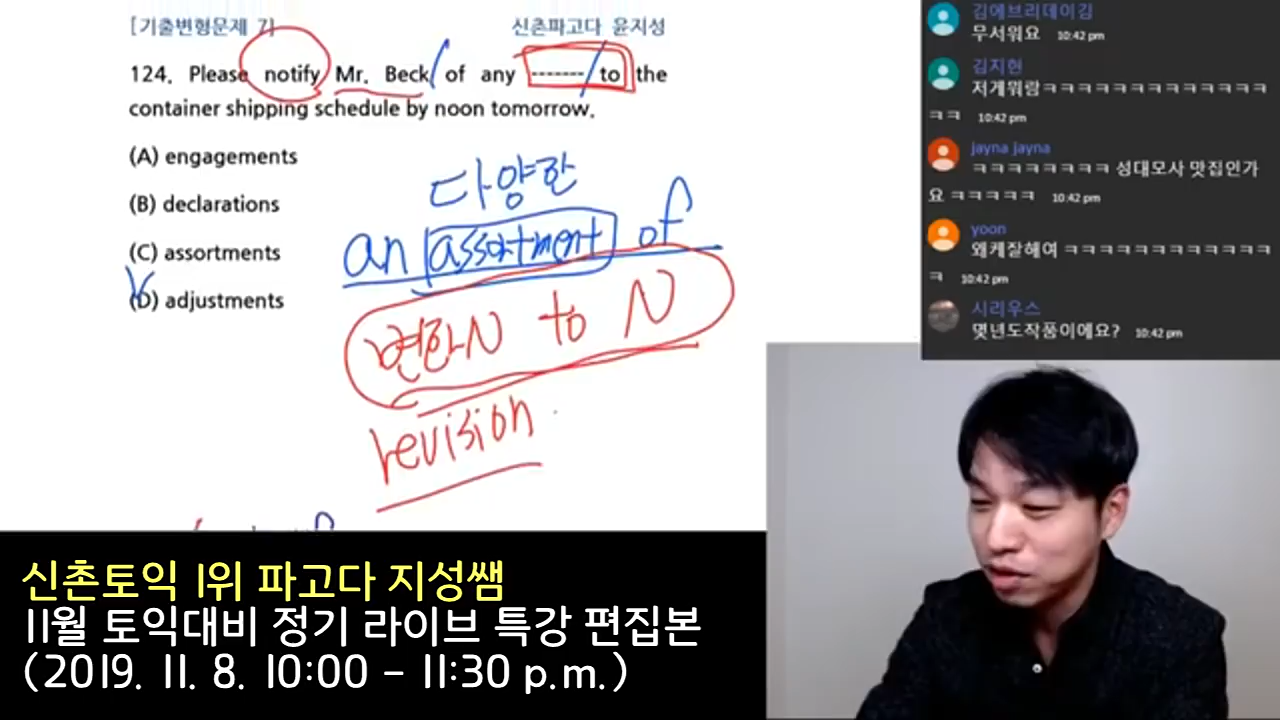 [기출변형문제 7]
신촌파고다 윤지성
124. Please notify Mr. Beck of any ------- to the
container shipping schedule by noon tomorrow.
(A) engagements
(B) declarations
(C) assortments
(D) adjustments
다양한
an assortment of
변화N to N
revision
신촌토익 1위 파고다 지성쌤
11월 토익대비 정기 라이브 특강 편집본
(2019. 11. 8. 10:00 - 11:30 p.m.)
김에브리데이김
무서워요 10:42 pm
김지현
저게뭐람ㅋㅋㅋㅋㅋㅋㅋㅋㅋㅋㅋㅋㅋ
ㅋㅋ 10:42 pm
jayna jayna
ㅋㅋㅋㅋㅋㅋㅋㅋ 성대모사 맛집인가
요 ㅋㅋㅋㅋㅋ 10:42 pm
yoon
왜케잘해여 ㅋㅋㅋㅋㅋㅋㅋㅋㅋㅋㅋㅋ
ㅋ 10:42 pm
시리우스
몇년도작품이에요? 10:42 pm